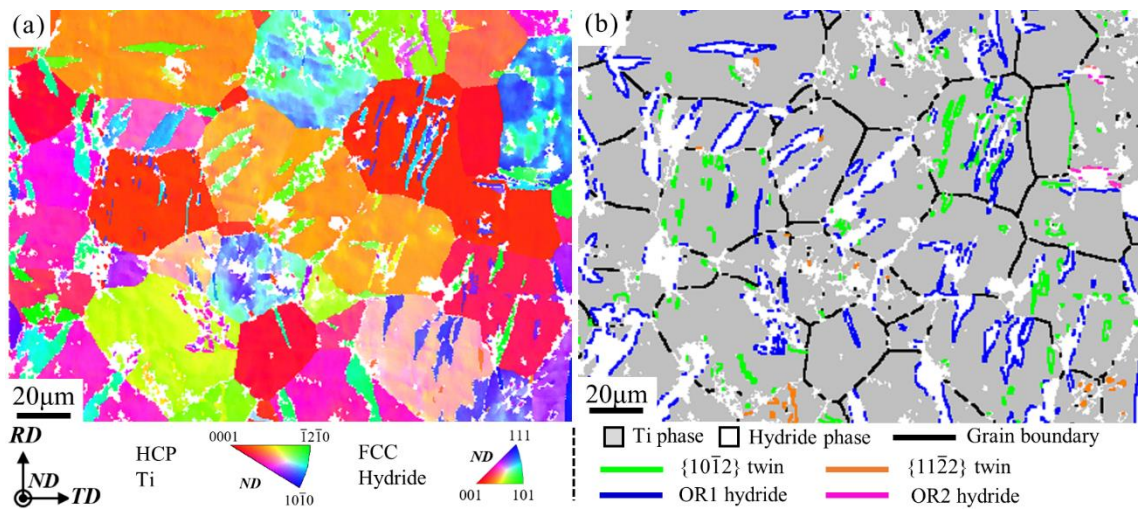 (a)
(b)
20μm
20μm
RD
ND
TD
HCP
Ti
0001
1̅21̅0
ND
101̅0
FCC
Hydride
111
ND
001
101
Ti phase
Hydride phase
Grain boundary
{101̅2} twin
{112̅2} twin
OR1 hydride
OR2 hydride